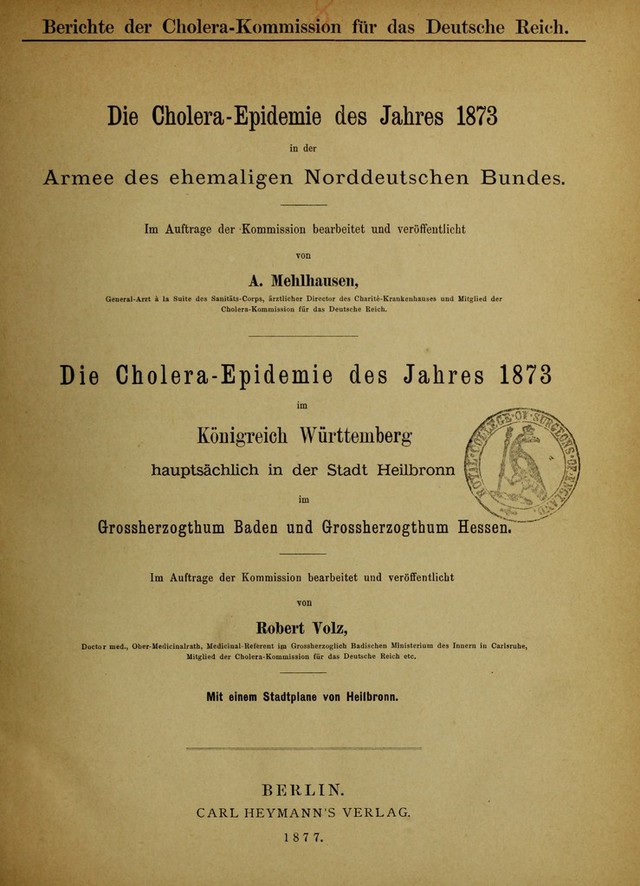 Berichte der Cholera-Kommission für das Deutsche Reich.
Die Cholera-Epidemie des Jahres 1873
in der
Armee des ehemaligen Norddeutschen Bundes.
Im Auftrage der Kommission bearbeitet und veröffentlicht
von
A. Mehlhausen,
General-Arzt à la Suite des Sanitäts-Corps, ärztlicher Director des Charité-Krankenhauses und Mitglied der
Cholera-Kommission für das Deutsche Reich.
Die Cholera-Epidemie des Jahres 1873
im
Königreich Württemberg
hauptsächlich in der Stadt Heilbronn
im
Grossherzogthum Baden und Grossherzogthum Hessen.
ROYAL·COLLEGE·OF·SURGEONS·OF·ENGLAND
Im Auftrage der Kommission bearbeitet und veröffentlicht
von
Robert Volz,
Doctor med., Ober-Medicinalrath, Medicinal-Referent im Grossherzoglich Badischen Ministerium des Innern in Carlsruhe,
Mitglied der Cholera-Kommission für das Deutsche Reich etc.
Mit einem Stadtplane von Heilbronn.
BERLIN.
CARL HEYMANN'S VERLAG.
1877.